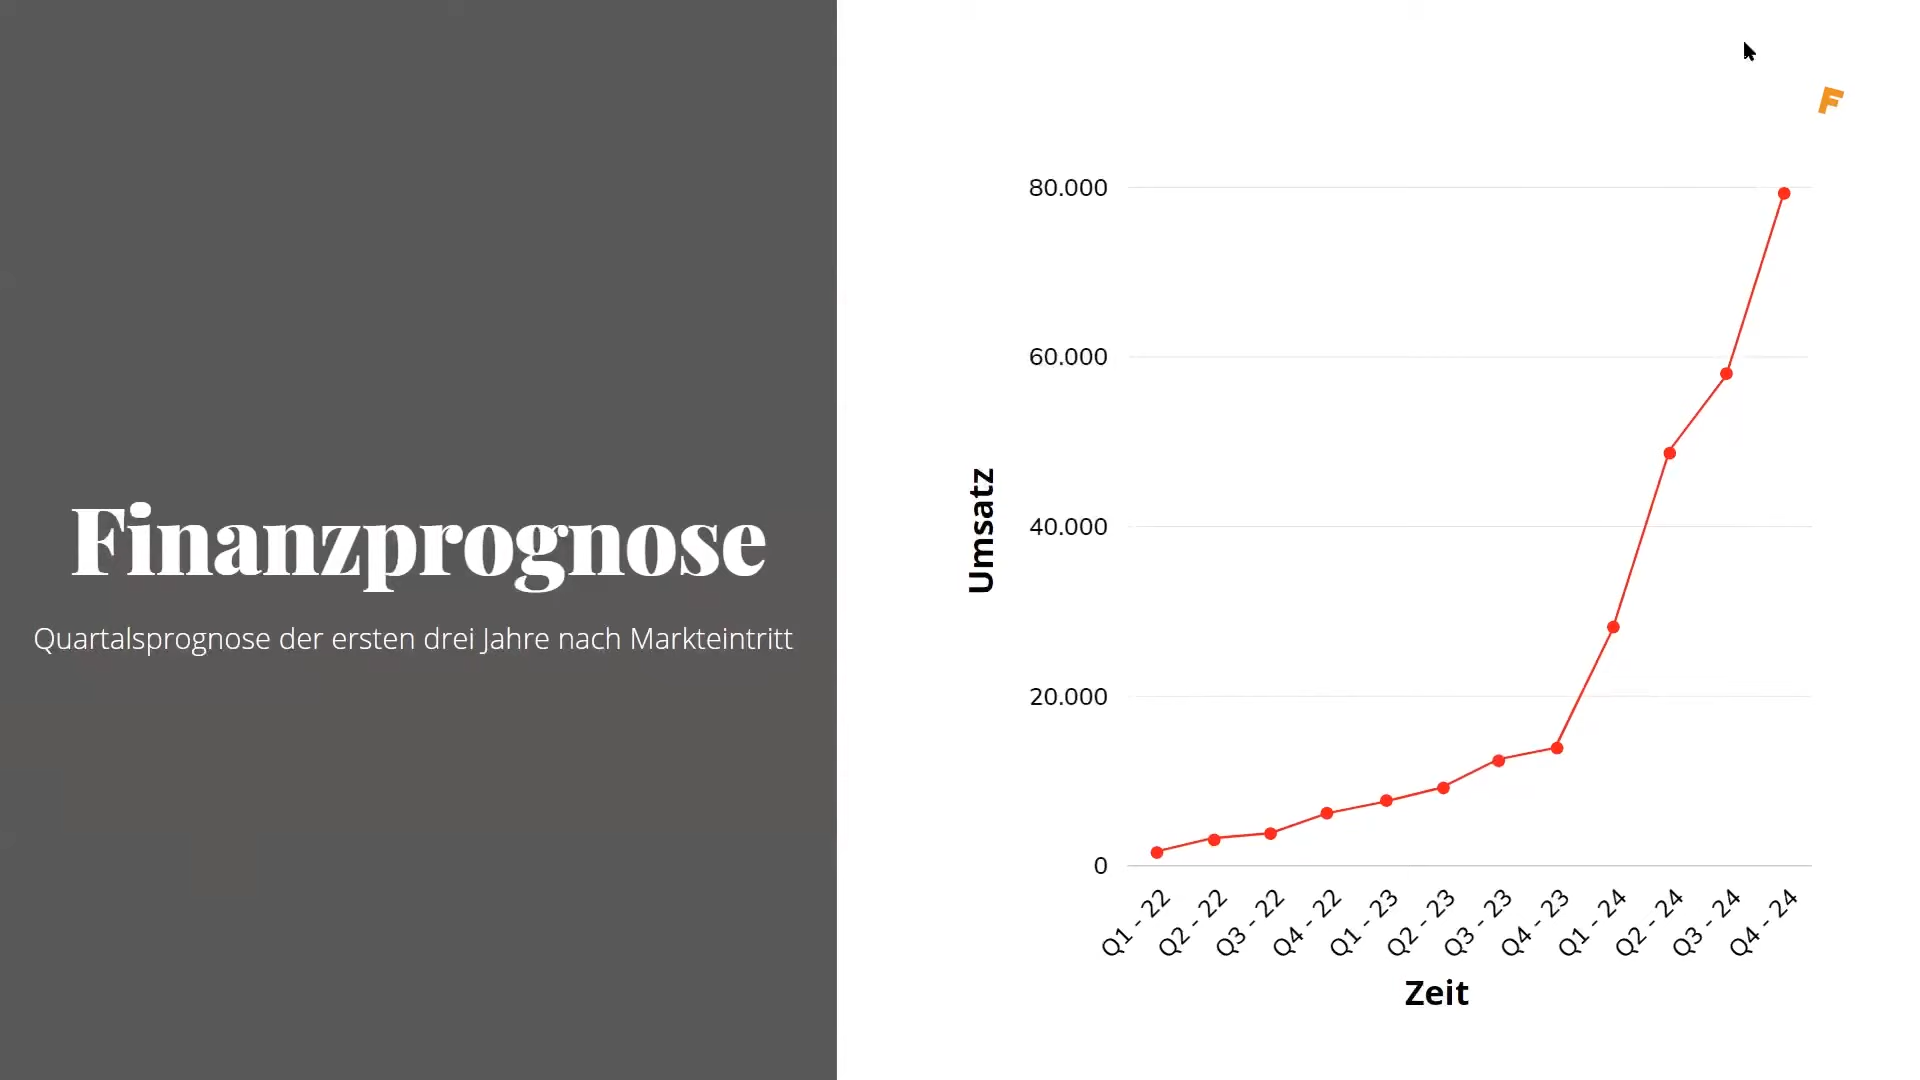 Finanzprognose
Quartalsprognose der ersten drei Jahre nach Markteintritt
F
Umsatz
80.000
60.000
40.000
20.000
0
Q1 - 22
Q2 - 22
Q3 - 22
Q4 - 22
Q1 - 23
Q2 - 23
Q3 - 23
Q4 - 23
Q1 - 24
Q2 - 24
Q3 - 24
Q4 - 24
Zeit